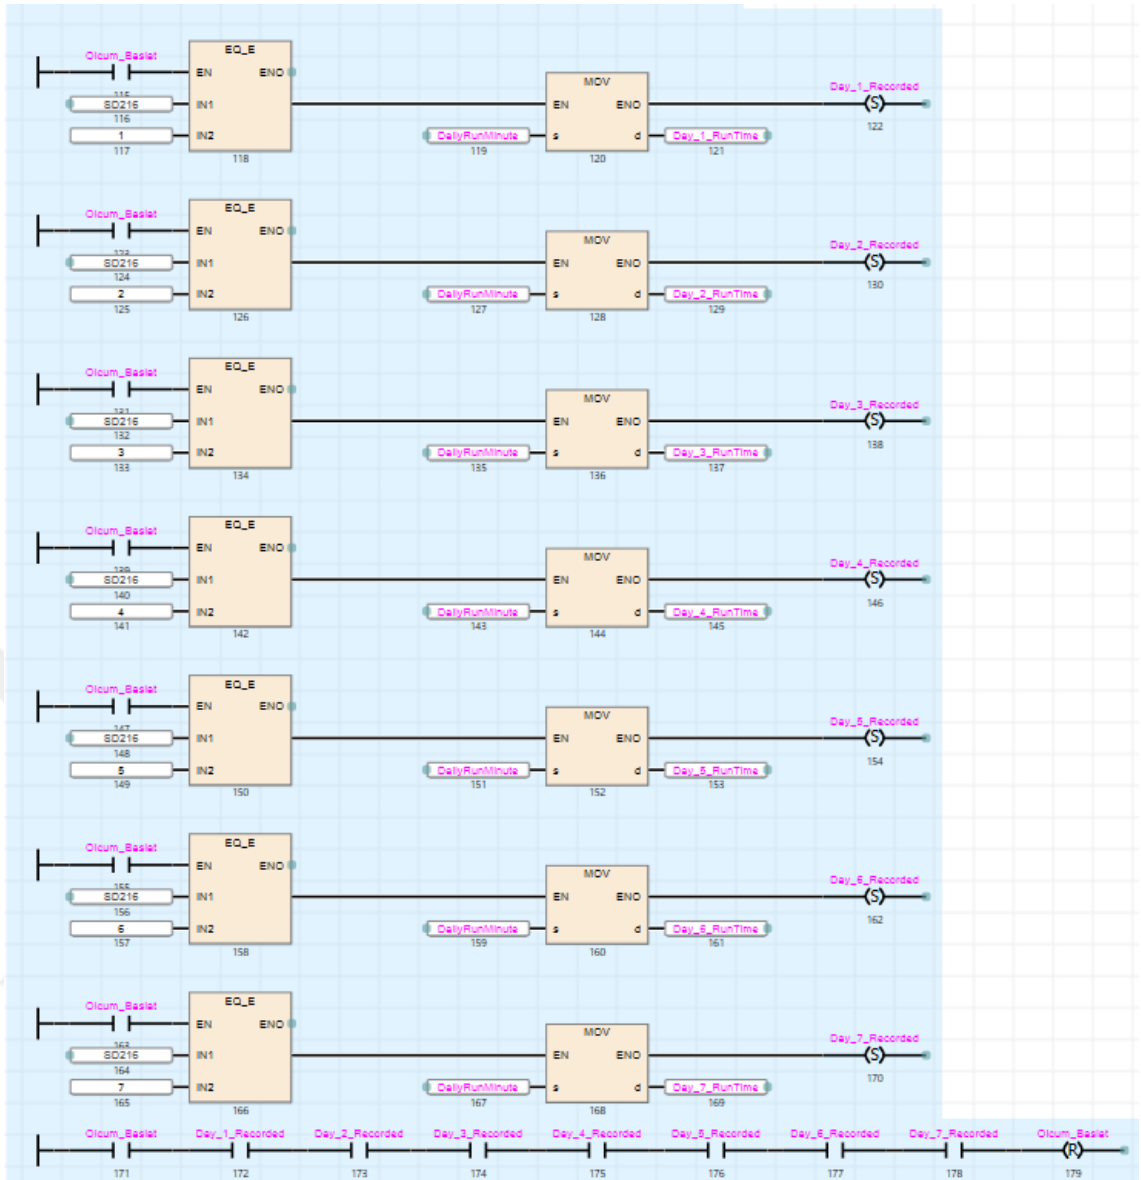 EQ_E
Olcum_Baslat
EN ENO
MOV
115
Day_1_Recorded
SD216 IN1 EN ENO (S)
116
122
1 IN2 DailyRunMinute s d Day_1_RunTime
117 118 119 120 121
EQ_E
Olcum_Baslat
EN ENO
MOV
123
Day_2_Recorded
SD216 IN1 EN ENO (S)
124
130
2 IN2 DailyRunMinute s d Day_2_RunTime
125 126 127 128 129
EQ_E
Olcum_Baslat
EN ENO
MOV
131
Day_3_Recorded
SD216 IN1 EN ENO (S)
132
138
3 IN2 DailyRunMinute s d Day_3_RunTime
133 134 135 136 137
EQ_E
Olcum_Baslat
EN ENO
MOV
139
Day_4_Recorded
SD216 IN1 EN ENO (S)
140
146
4 IN2 DailyRunMinute s d Day_4_RunTime
141 142 143 144 145
EQ_E
Olcum_Baslat
EN ENO
MOV
147
Day_5_Recorded
SD216 IN1 EN ENO (S)
148
154
5 IN2 DailyRunMinute s d Day_5_RunTime
149 150 151 152 153
EQ_E
Olcum_Baslat
EN ENO
MOV
155
Day_6_Recorded
SD216 IN1 EN ENO (S)
156
162
6 IN2 DailyRunMinute s d Day_6_RunTime
157 158 159 160 161
EQ_E
Olcum_Baslat
EN ENO
MOV
163
Day_7_Recorded
SD216 IN1 EN ENO (S)
164
170
7 IN2 DailyRunMinute s d Day_7_RunTime
165 166 167 168 169
Olcum_Baslat Day_1_Recorded Day_2_Recorded Day_3_Recorded Day_4_Recorded Day_5_Recorded Day_6_Recorded Day_7_Recorded Olcum_Baslat
(R)
171 172 173 174 175 176 177 178 179